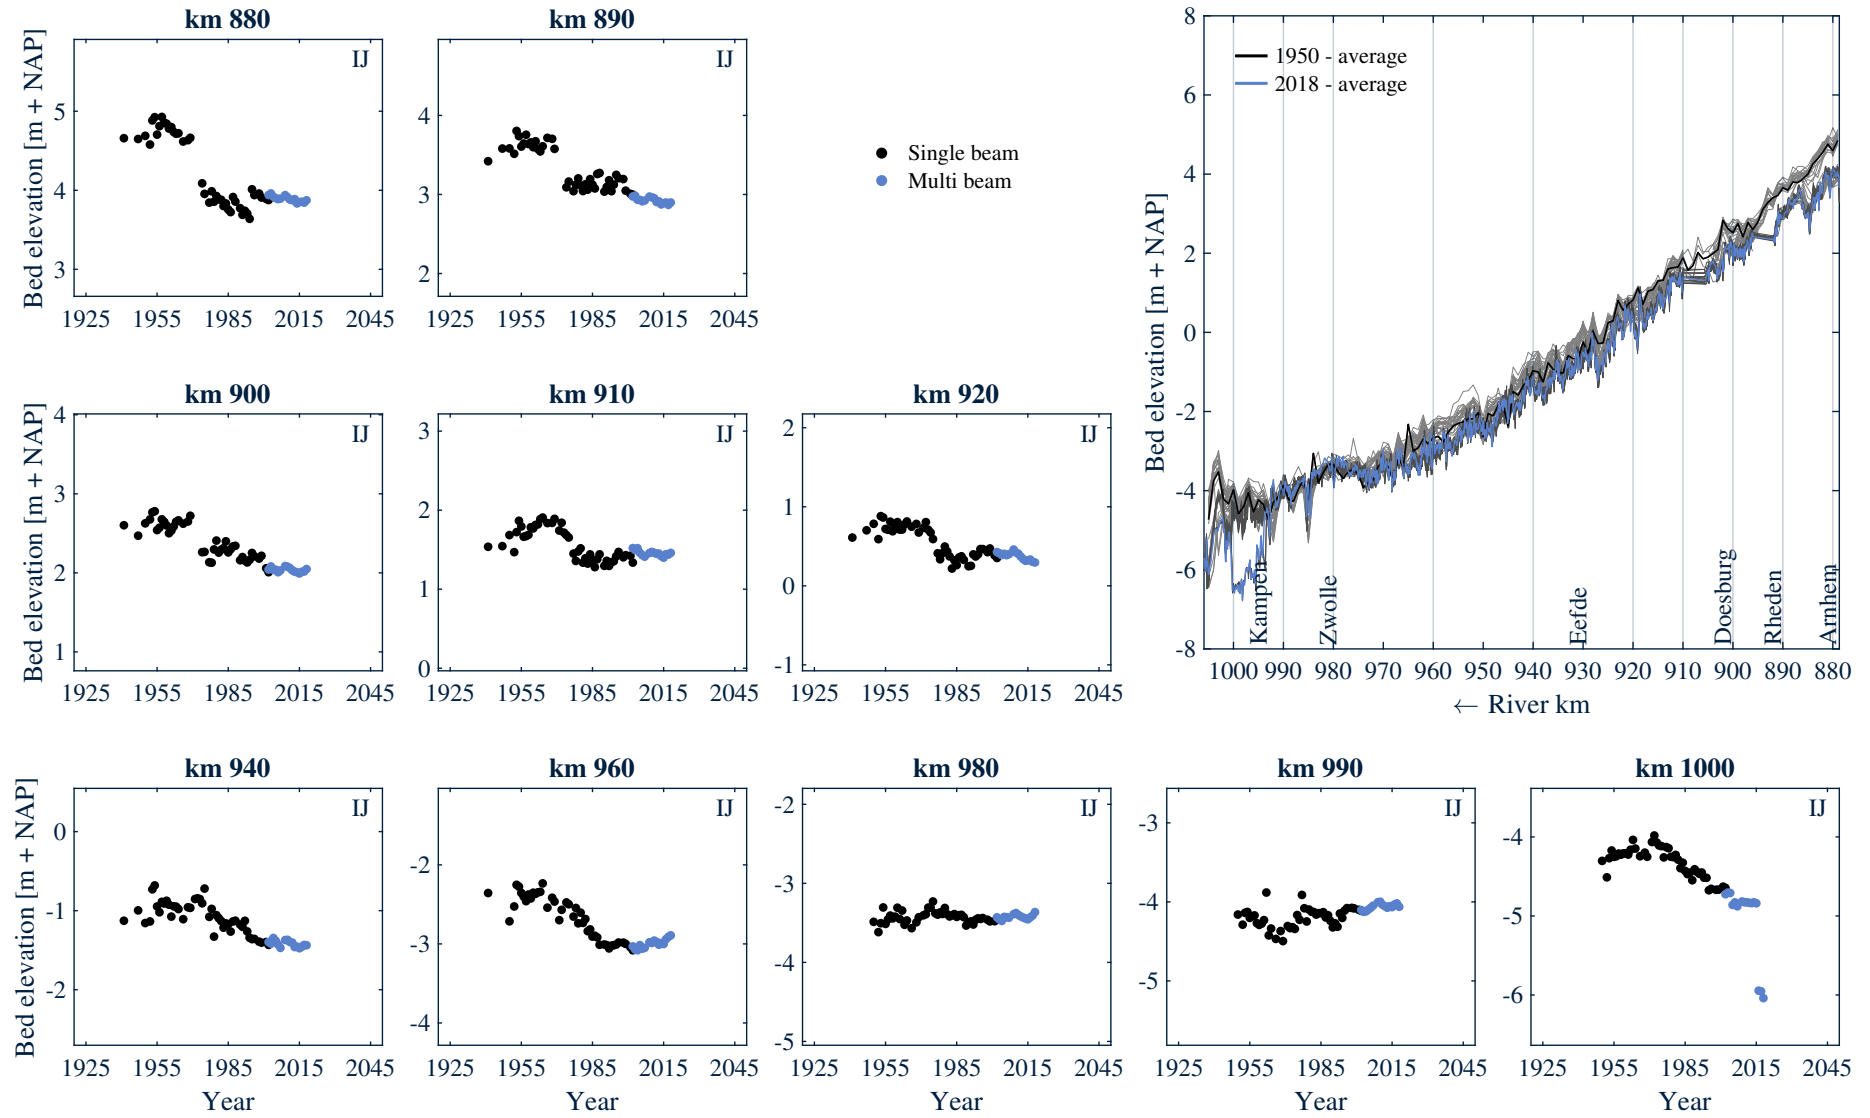 km 880
km 890
IJ
IJ
Bed elevation [m + NAP]
5
4
3
4
3
2
1925 1955 1985 2015 2045
1925 1955 1985 2015 2045
Single beam
Multi beam
8
6
4
2
0
-2
-4
-6
-8
Bed elevation [m + NAP]
1950 - average
2018 - average
Kampen
Zwolle
Eefde
Doesburg
Rheden
Arnhem
1000 990 980 970 960 950 940 930 920 910 900 890 880
← River km
km 900
km 910
km 920
IJ
IJ
IJ
Bed elevation [m + NAP]
4
3
2
1
3
2
1
0
2
1
0
-1
1925 1955 1985 2015 2045
1925 1955 1985 2015 2045
1925 1955 1985 2015 2045
km 940
km 960
km 980
km 990
km 1000
IJ
IJ
IJ
IJ
IJ
Bed elevation [m + NAP]
0
-1
-2
-2
-3
-4
-2
-3
-4
-5
-3
-4
-5
-4
-5
-6
1925 1955 1985 2015 2045
1925 1955 1985 2015 2045
1925 1955 1985 2015 2045
1925 1955 1985 2015 2045
1925 1955 1985 2015 2045
Year
Year
Year
Year
Year